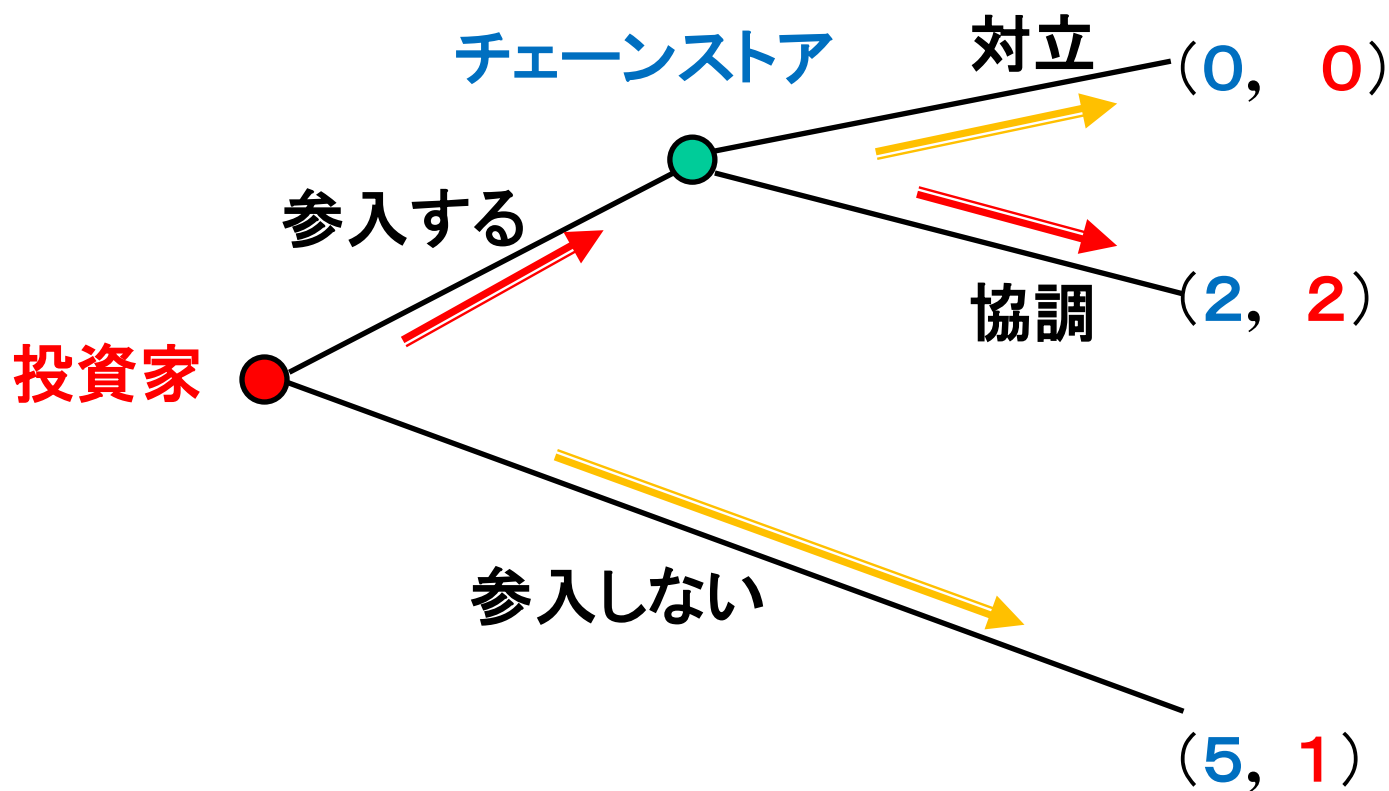 チェーンストア
対立
(0, 0)
参入する
協調
(2, 2)
投資家
参入しない
(5, 1)